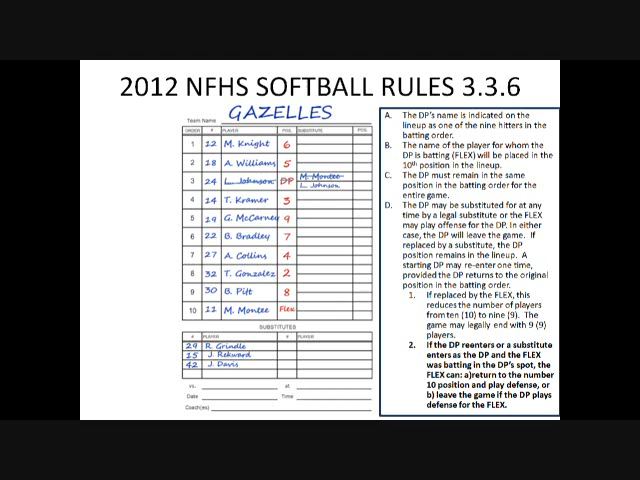 2012 NFHS SOFTBALL RULES 3.3.6
Team Name GAZELLES
ORDER # PLAYER POS. SUBSTITUTE POS.
1 12 M. Knight 6
2 18 A. Williams 5
3 24 L. Johnson DP M. Montee
L. Johnson
4 14 T. Kramer 3
5 19 G. McCarney 9
6 22 B. Bradley 7
7 27 A. Collins 4
8 32 T. Gonzalez 2
9 30 B. Pitt 8
10 11 M. Montee Flex
SUBSTITUTES
# PLAYER # PLAYER
29 R. Grindle
15 J. Rekward
42 J. Davis
vs. at
Date Time
Coach(es)
A. The DP's name is indicated on the
lineup as one of the nine hitters in the
batting order.
B. The name of the player for whom the
DP is batting (FLEX) will be placed in the
10th position in the lineup.
C. The DP must remain in the same
position in the batting order for the
entire game.
D. The DP may be substituted for at any
time by a legal substitute or the FLEX
may play offense for the DP. In either
case, the DP will leave the game. If
replaced by a substitute, the DP
position remains in the lineup. A
starting DP may re-enter one time,
provided the DP returns to the original
position in the batting order.
1. If replaced by the FLEX, this
reduces the number of players
from ten (10) to nine (9). The
game may legally end with 9 (9)
players.
2. If the DP reenters or a substitute
enters as the DP and the FLEX
was batting in the DP's spot, the
FLEX can: a)return to the number
10 position and play defense, or
b) leave the game if the DP plays
defense for the FLEX.